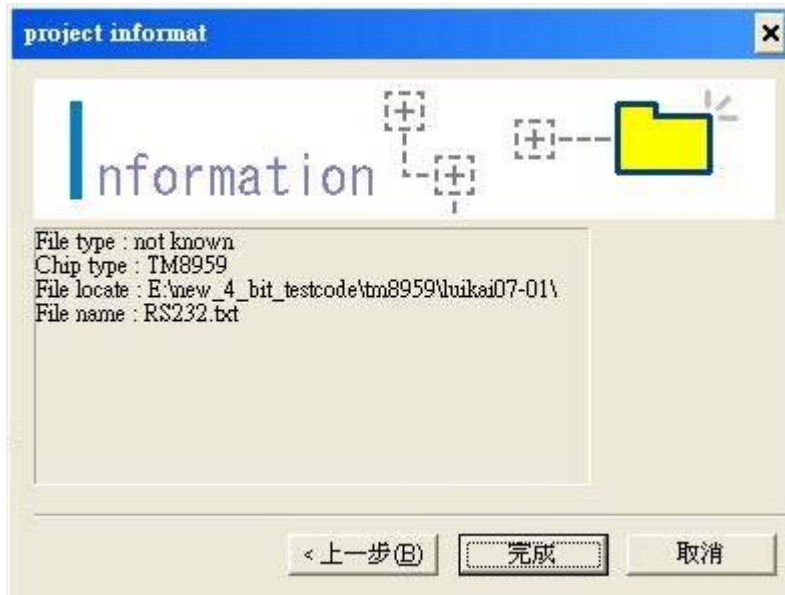 project informat
Information
File type : not known
Chip type : TM8959
File locate : E:\new_4_bit_testcode\tm8959\luikai07-01\
File name : RS232.txt
<上一步(B) 完成 取消